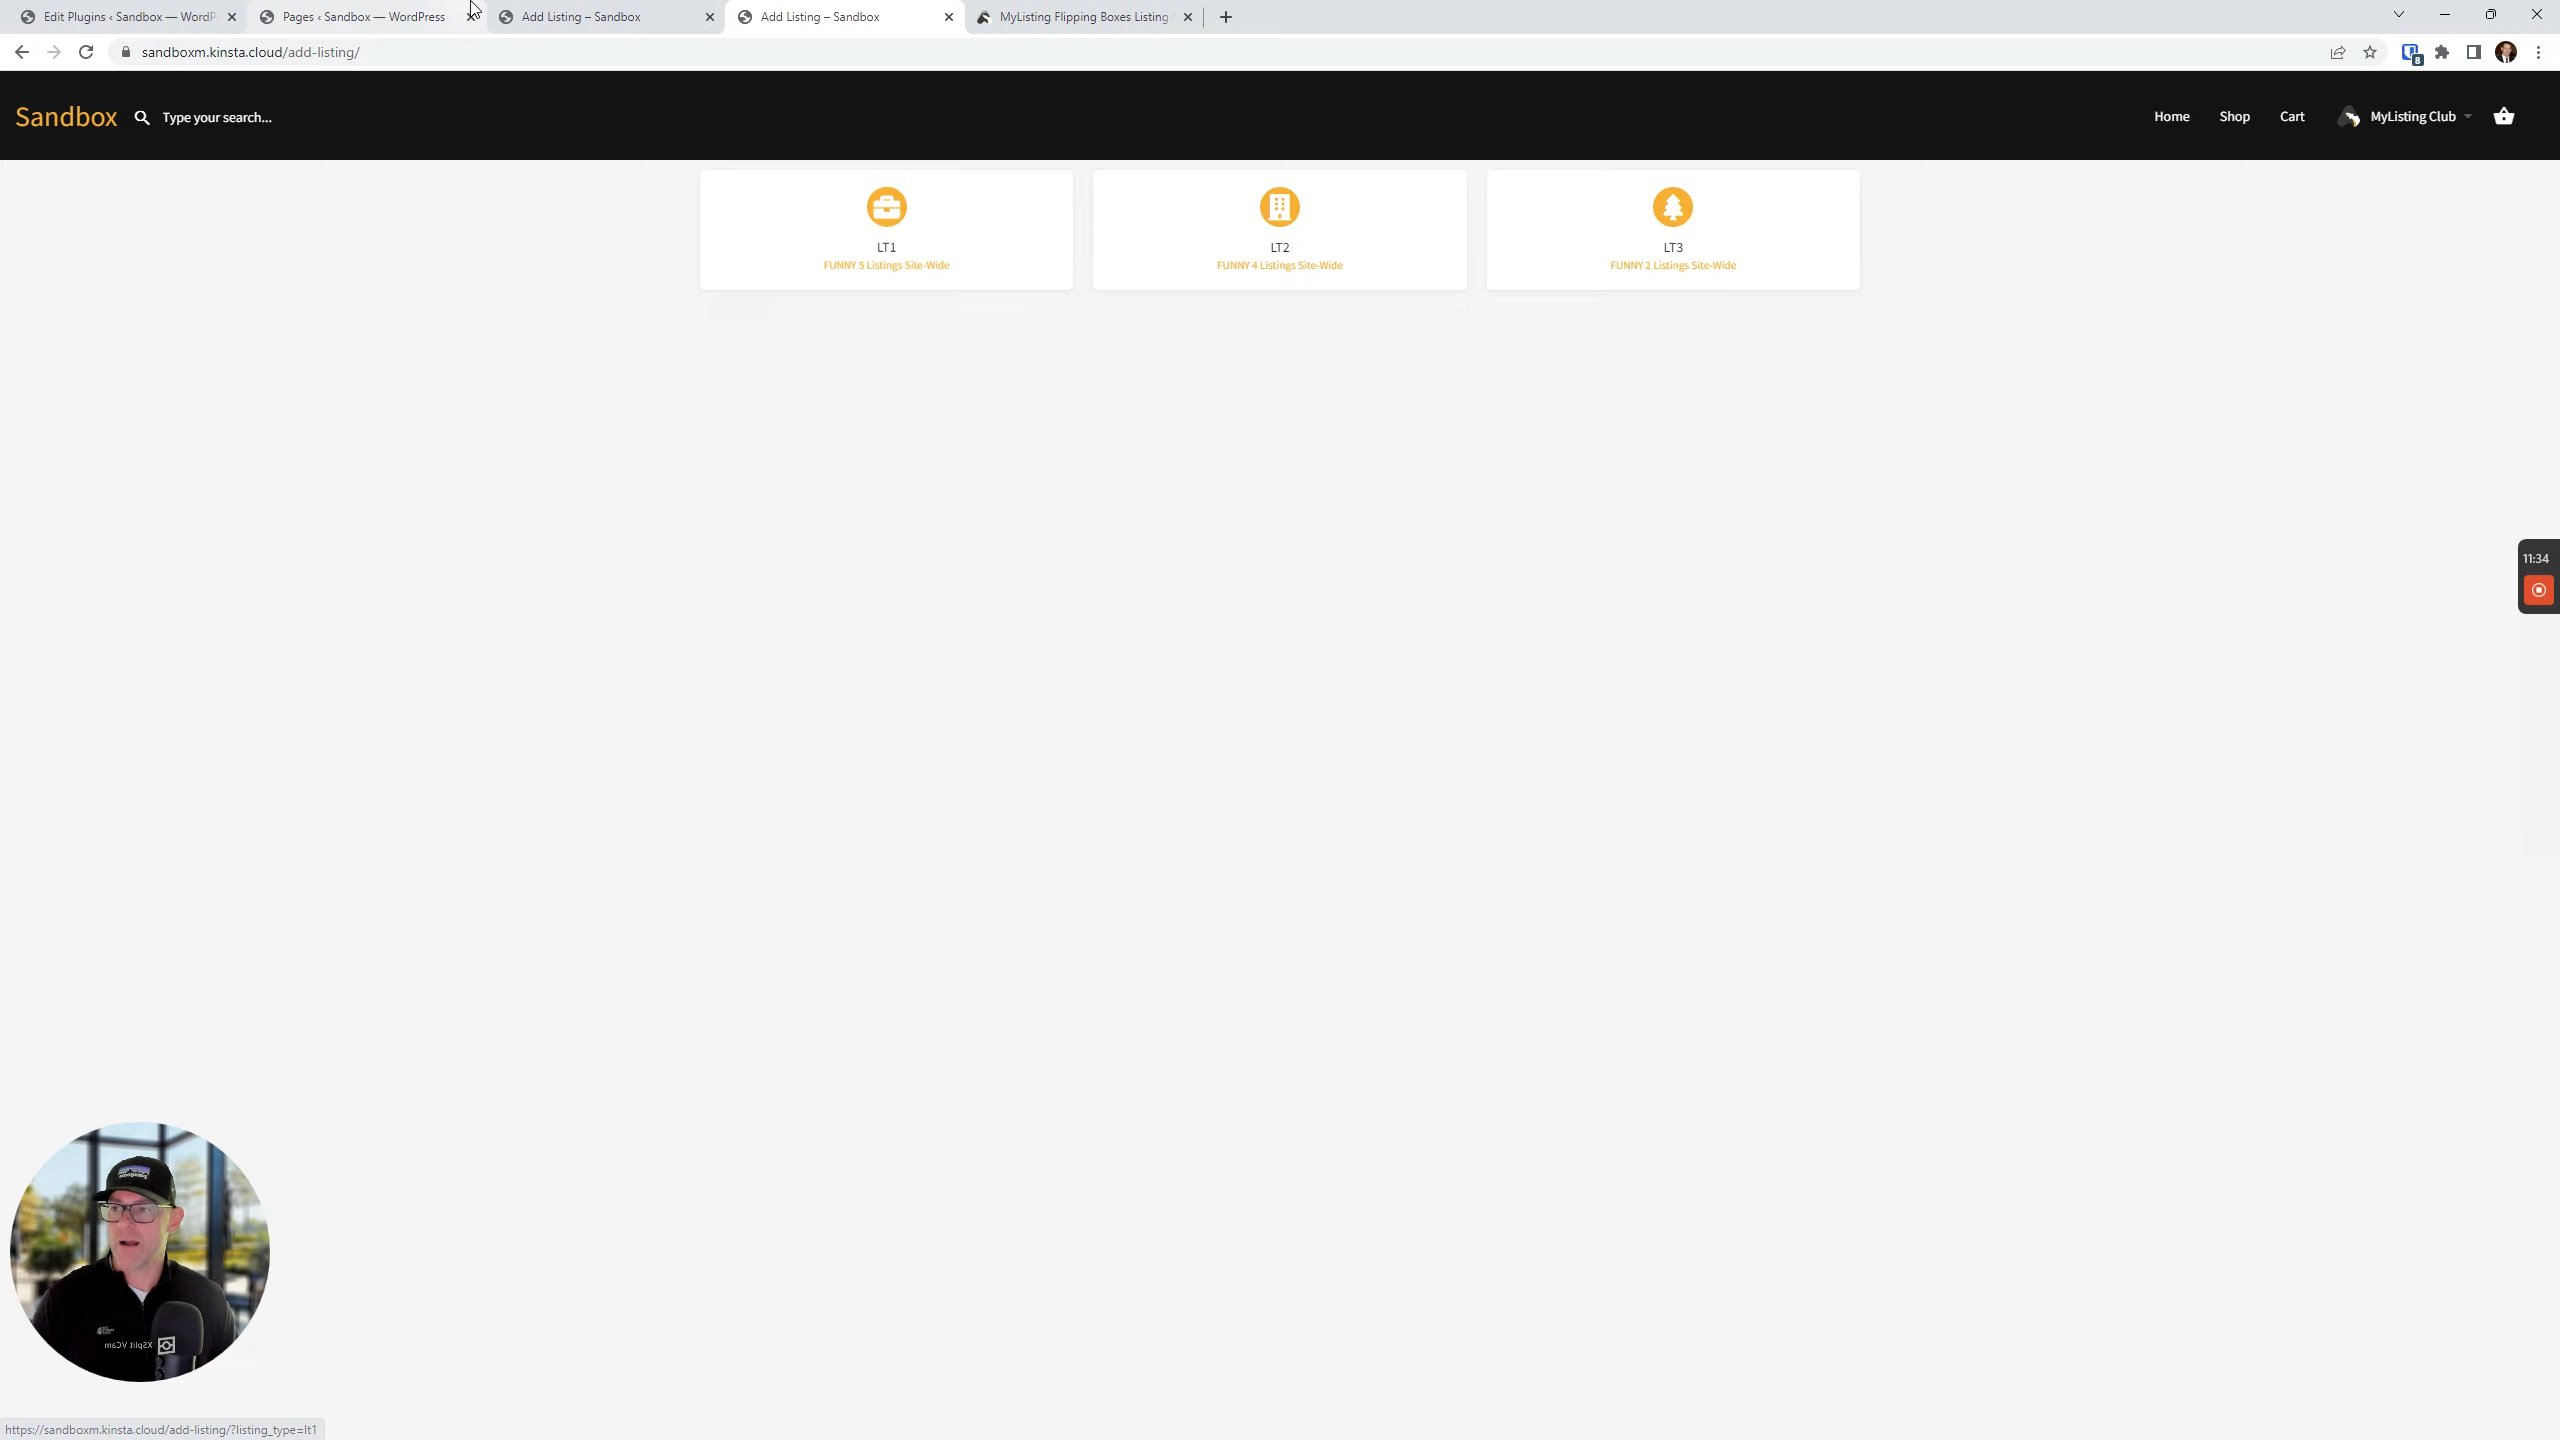 Edit Plugins ‹ Sandbox — WordP
Pages ‹ Sandbox — WordPress
Add Listing – Sandbox
Add Listing – Sandbox
MyListing Flipping Boxes Listing
sandboxm.kinsta.cloud/add-listing/
8
Sandbox
Type your search...
Home
Shop
Cart
MyListing Club
LT1
FUNNY 5 Listings Site-Wide
LT2
FUNNY 4 Listings Site-Wide
LT3
FUNNY 2 Listings Site-Wide
11:34
XSplit VCam
https://sandboxm.kinsta.cloud/add-listing/?listing_type=lt1